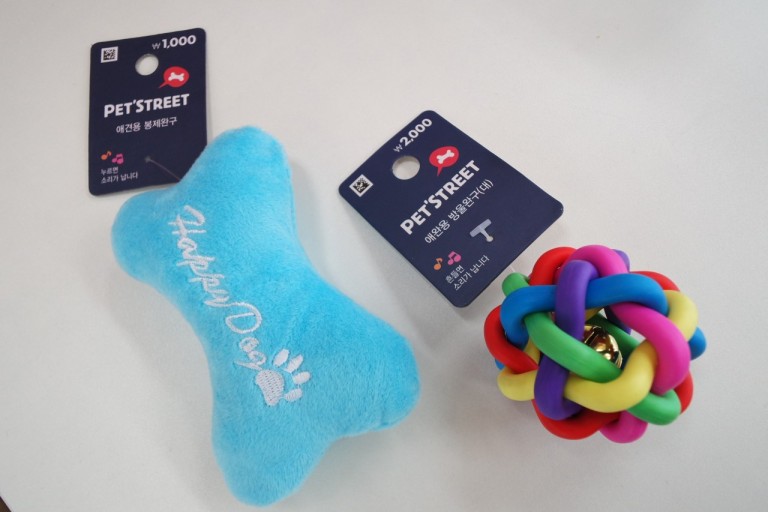 ₩1,000
PET'STREET
애견용 봉제완구
누르면
소리가 납니다
Happy Dog
₩2,000
PET'STREET
애완용 방울완구(대)
흔들면
소리가 납니다